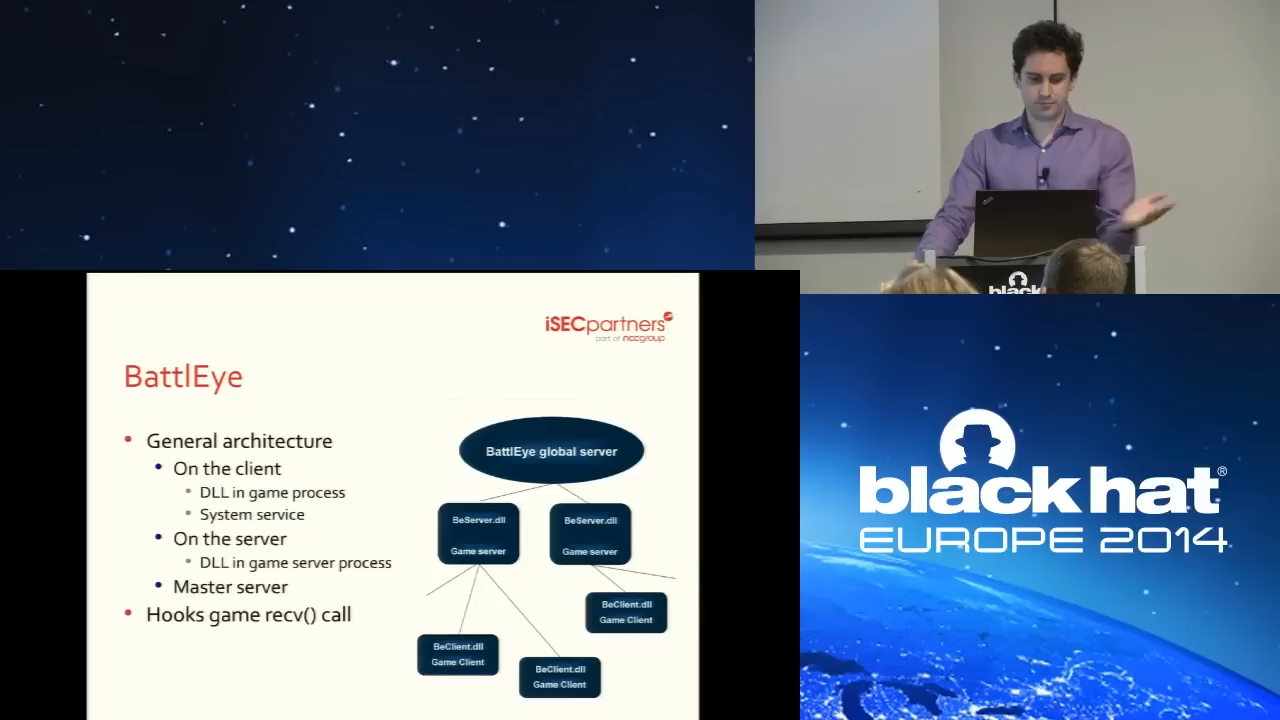 black
iSECpartners
part of nccgroup
BattlEye
• General architecture
• On the client
• DLL in game process
• System service
• On the server
• DLL in game server process
• Master server
• Hooks game recv() call
BattlEye global server
BeServer.dll
Game server
BeServer.dll
Game server
BeClient.dll
Game Client
BeClient.dll
Game Client
BeClient.dll
Game Client
black hat®
EUROPE 2014